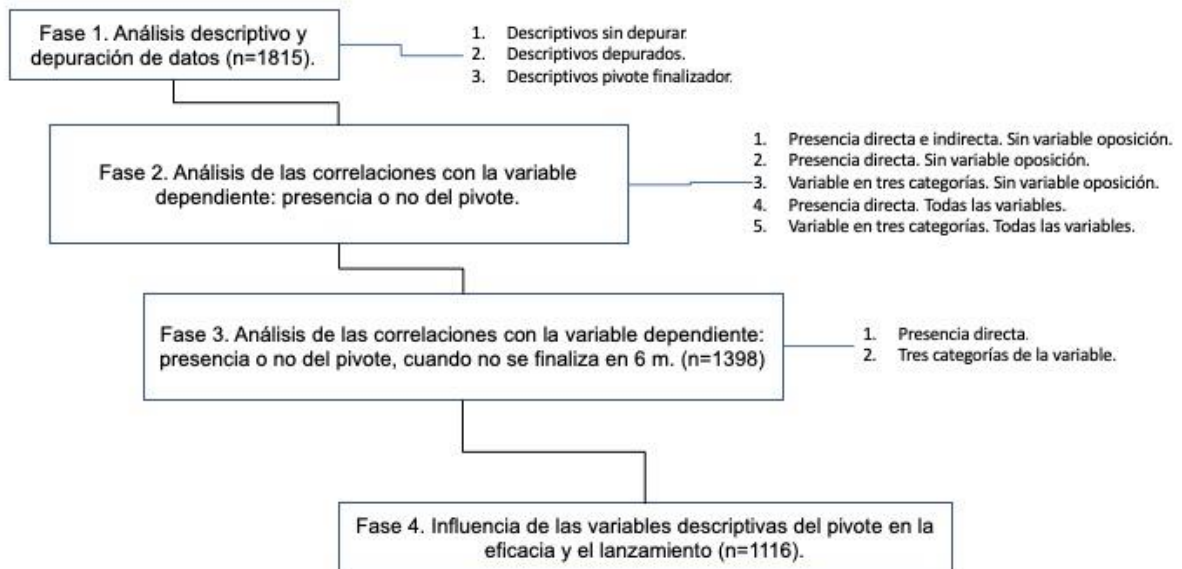 Fase 1. Análisis descriptivo y
depuración de datos (n=1815).
1. Descriptivos sin depurar.
2. Descriptivos depurados.
3. Descriptivos pivote finalizador.
Fase 2. Análisis de las correlaciones con la variable
dependiente: presencia o no del pivote.
1. Presencia directa e indirecta. Sin variable oposición.
2. Presencia directa. Sin variable oposición.
3. Variable en tres categorías. Sin variable oposición.
4. Presencia directa. Todas las variables.
5. Variable en tres categorías. Todas las variables.
Fase 3. Análisis de las correlaciones con la variable dependiente:
presencia o no del pivote, cuando no se finaliza en 6 m. (n=1398)
1. Presencia directa.
2. Tres categorías de la variable.
Fase 4. Influencia de las variables descriptivas del pivote en la
eficacia y el lanzamiento (n=1116).